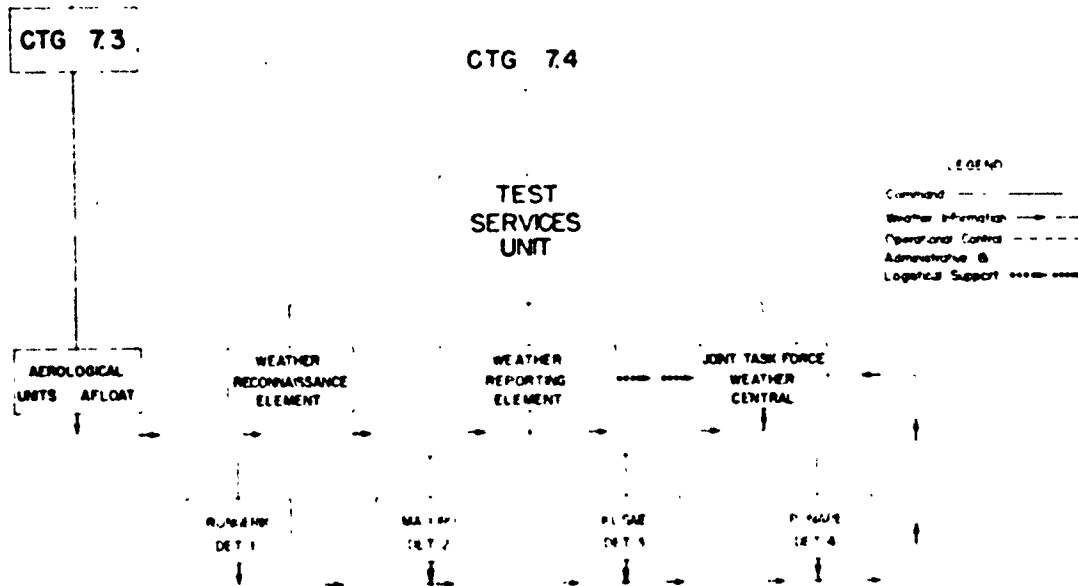 CTG 7.3
CTG 7.4
TEST
SERVICES
UNIT
LEGEND
Command
Weather Information
Operational Control
Administrative &
Logistical Support
AEROLOGICAL
UNITS AFLOAT
WEATHER
RECONNAISSANCE
ELEMENT
WEATHER
REPORTING
ELEMENT
JOINT TASK FORCE
WEATHER
CENTRAL
DET 1
DET 2
DET 3
DET 4